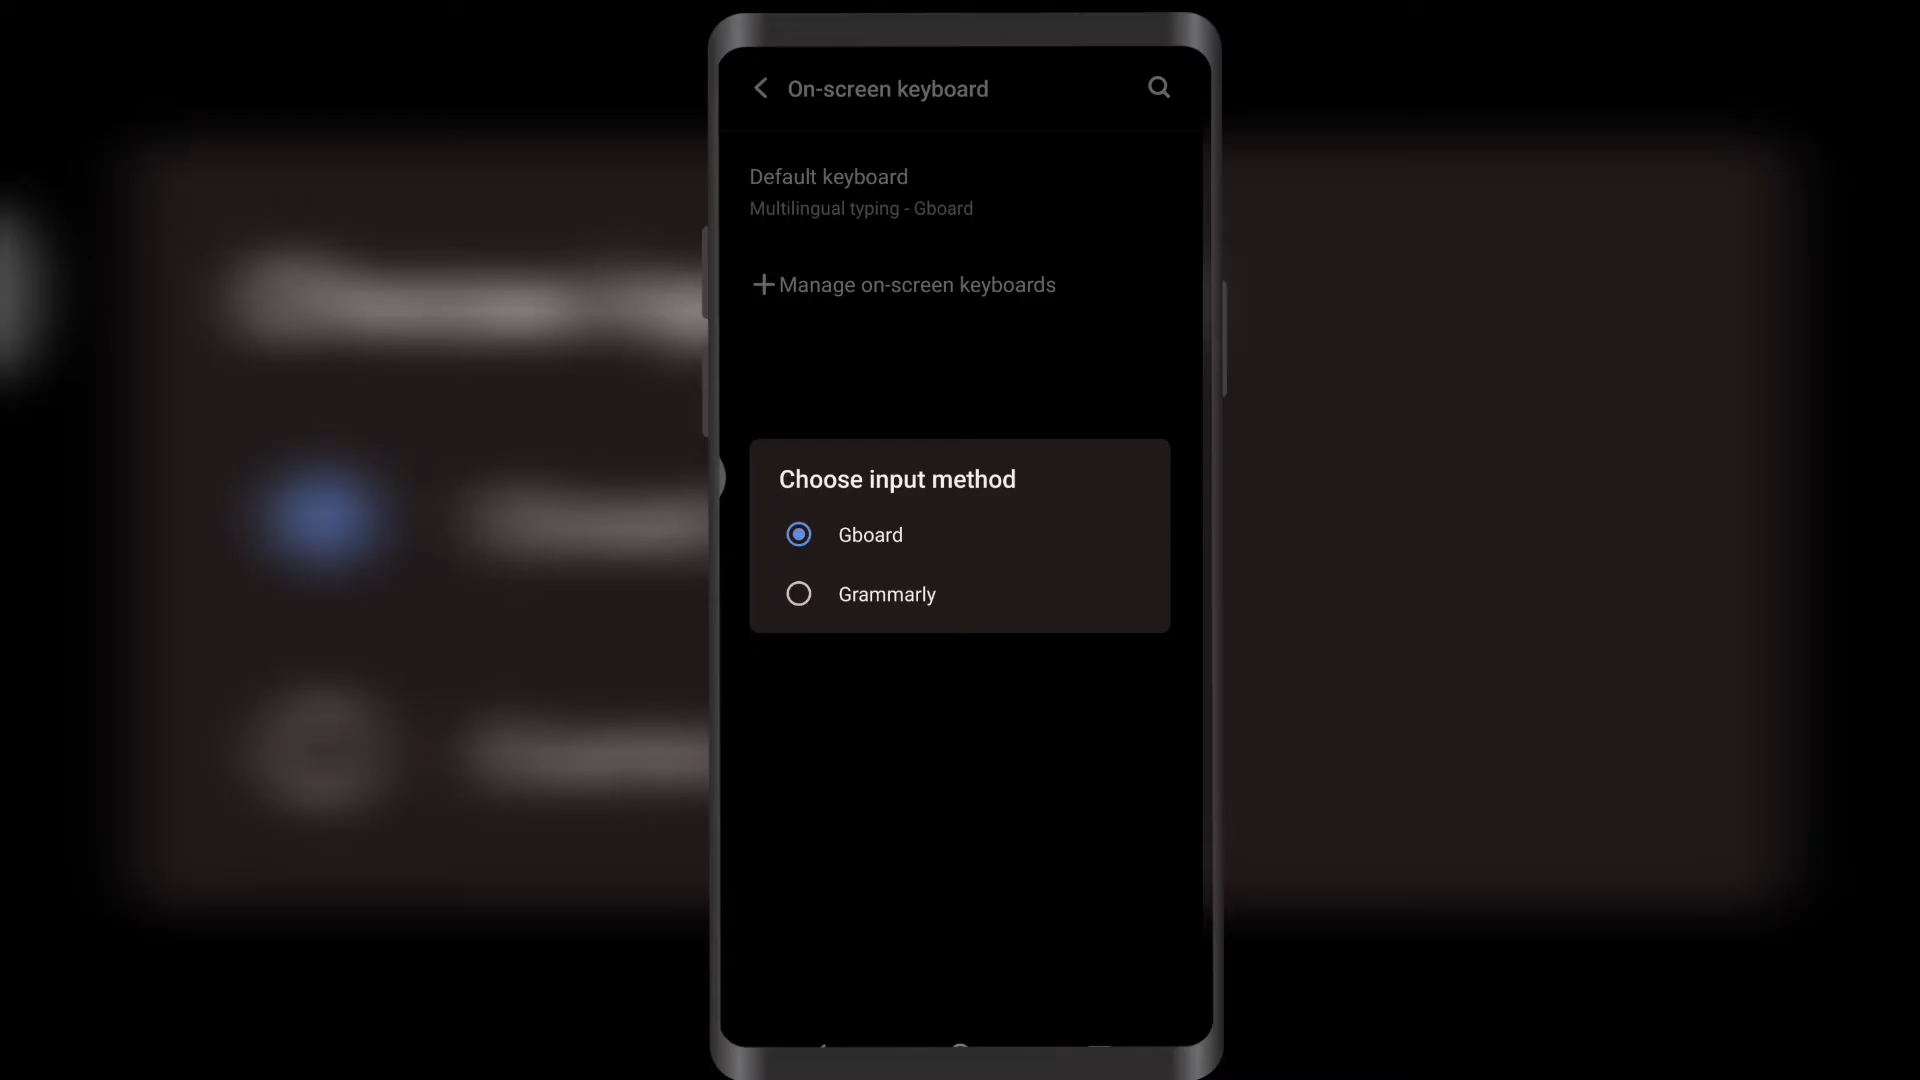 On-screen keyboard
Default keyboard
Multilingual typing - Gboard
Manage on-screen keyboards
Choose input method
Gboard
Grammarly